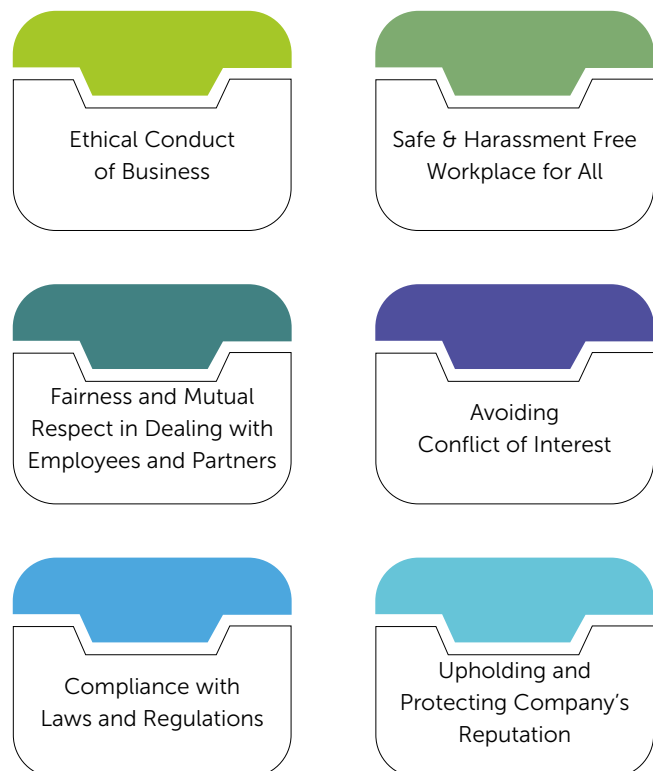 Ethical Conduct
of Business
Safe & Harassment Free
Workplace for All
Fairness and Mutual
Respect in Dealing with
Employees and Partners
Avoiding
Conflict of Interest
Compliance with
Laws and Regulations
Upholding and
Protecting Company’s
Reputation